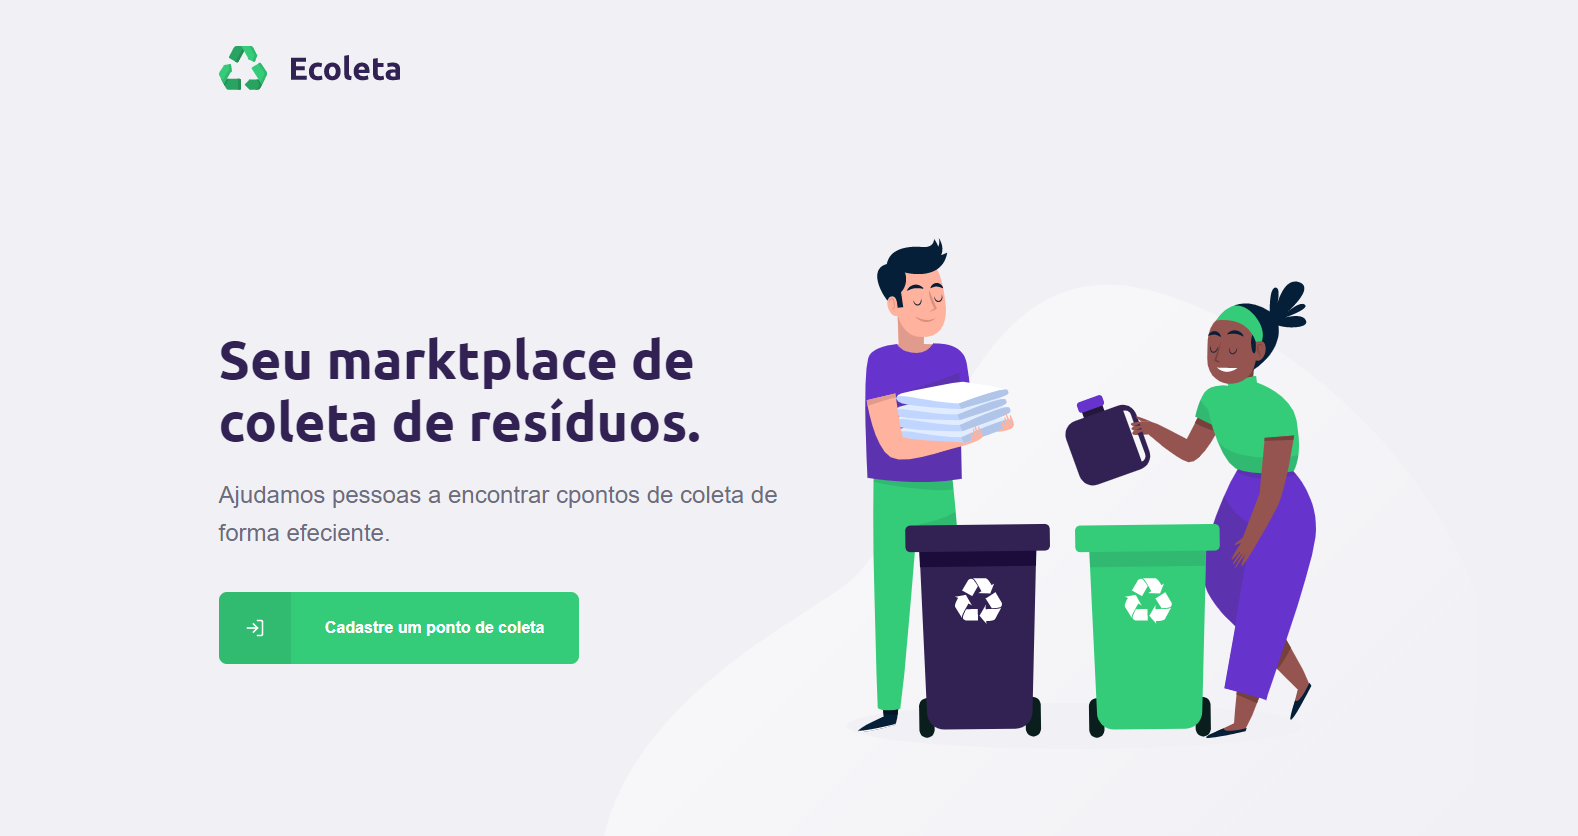 Ecoleta
Seu marktplace de
coleta de resíduos.
Ajudamos pessoas a encontrar cpontos de coleta de
forma efeciente.
Cadastre um ponto de coleta